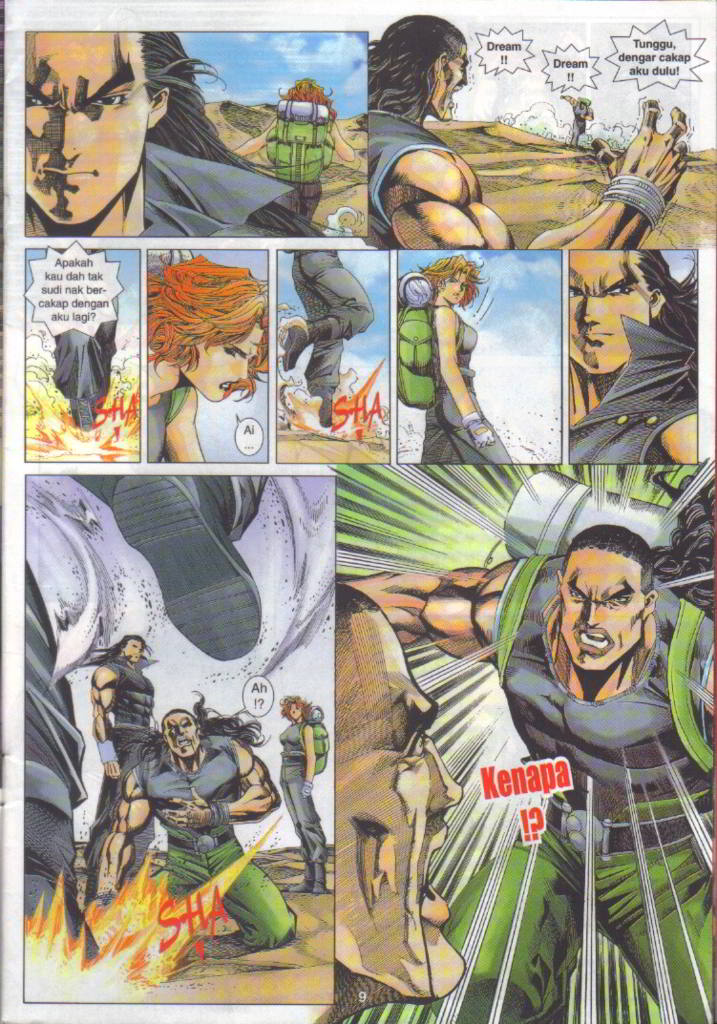 Dream
!!
Dream
!!
Tunggu,
dengar cakap
aku dulu!
Apakah
kau dah tak
sudi nak ber-
cakap dengan
aku lagi?
SHA
!
Ai
...
SHA
!
Ah
!?
SHA
!
Kenapa
!?
9